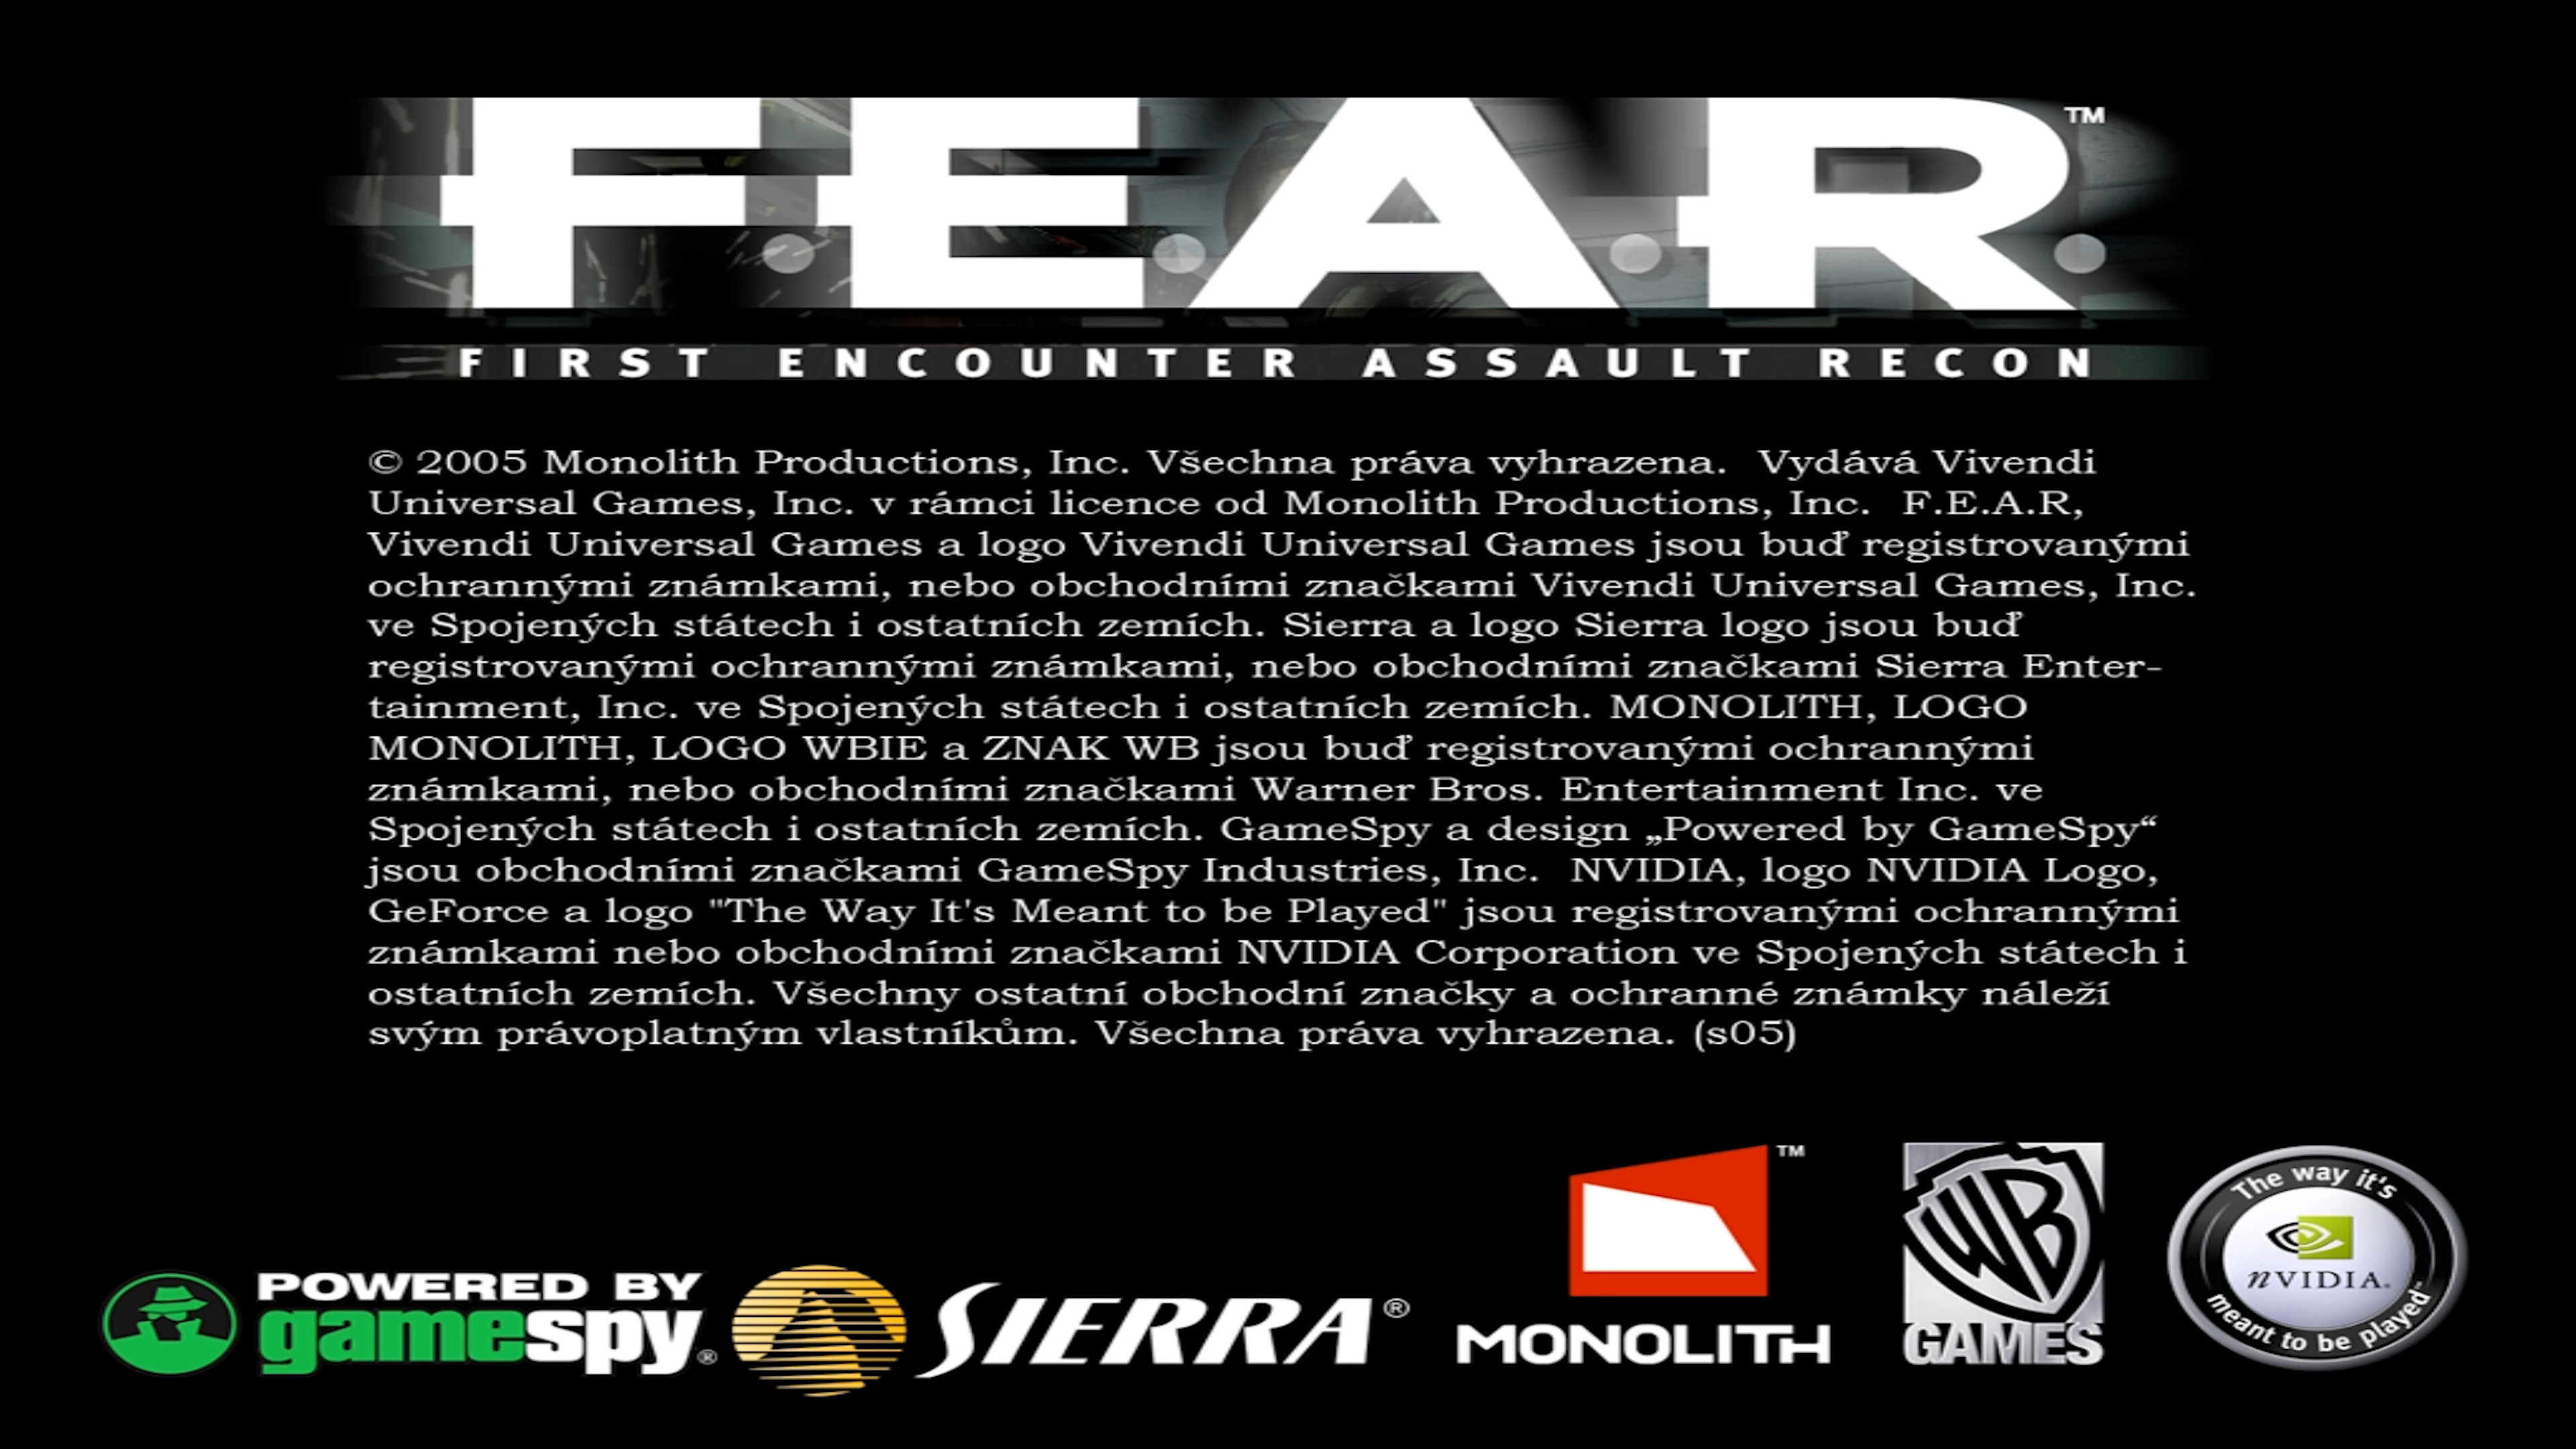 F.E.A.R.™
FIRST ENCOUNTER ASSAULT RECON
© 2005 Monolith Productions, Inc. Všechna práva vyhrazena.  Vydává Vivendi
Universal Games, Inc. v rámci licence od Monolith Productions, Inc.  F.E.A.R,
Vivendi Universal Games a logo Vivendi Universal Games jsou buď registrovanými
ochrannými známkami, nebo obchodními značkami Vivendi Universal Games, Inc.
ve Spojených státech i ostatních zemích. Sierra a logo Sierra logo jsou buď
registrovanými ochrannými známkami, nebo obchodními značkami Sierra Enter-
tainment, Inc. ve Spojených státech i ostatních zemích. MONOLITH, LOGO
MONOLITH, LOGO WBIE a ZNAK WB jsou buď registrovanými ochrannými
známkami, nebo obchodními značkami Warner Bros. Entertainment Inc. ve
Spojených státech i ostatních zemích. GameSpy a design „Powered by GameSpy“
jsou obchodními značkami GameSpy Industries, Inc.  NVIDIA, logo NVIDIA Logo,
GeForce a logo "The Way It's Meant to be Played" jsou registrovanými ochrannými
známkami nebo obchodními značkami NVIDIA Corporation ve Spojených státech i
ostatních zemích. Všechny ostatní obchodní značky a ochranné známky náleží
svým právoplatným vlastníkům. Všechna práva vyhrazena. (s05)
POWERED BY
gamespy®
SIERRA®
™
MONOLITH
WB
GAMES
The way it's
nVIDIA.
meant to be played™